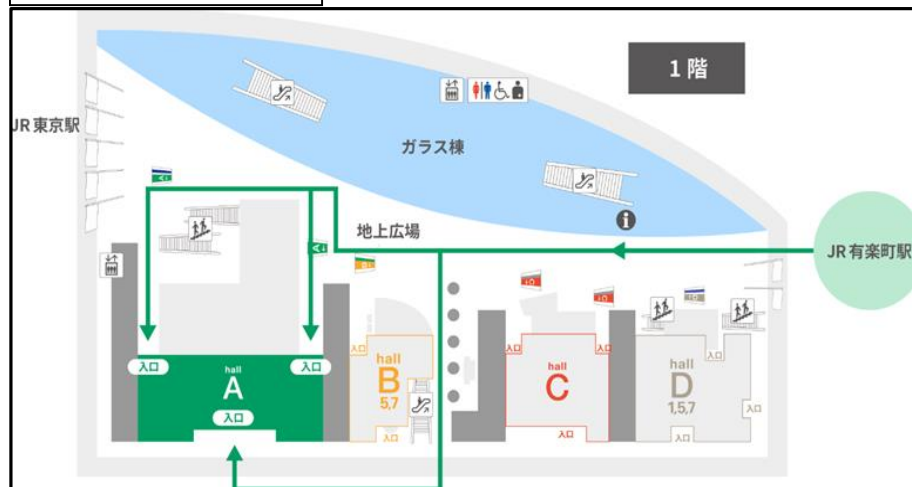 1階
JR東京駅
ガラス棟
地上広場
JR有楽町駅
hall
A
入口
入口
入口
hall
B
5,7
入口
入口
hall
C
入口
入口
入口
hall
D
1,5,7
入口
入口
入口